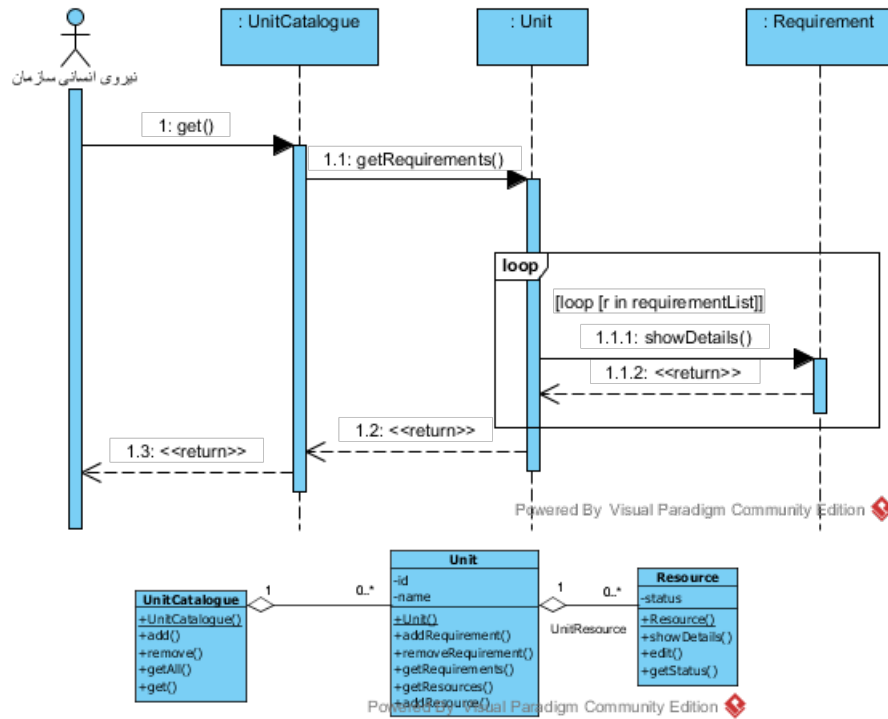 : UnitCatalogue
: Unit
: Requirement
نیروی انسانی سازمان
1: get()
1.1: getRequirements()
loop
[loop [r in requirementList]]
1.1.1: showDetails()
1.1.2: <<return>>
1.2: <<return>>
1.3: <<return>>
Powered By Visual Paradigm Community Edition
UnitCatalogue
+UnitCatalogue()
+add()
+remove()
+getAll()
+get()
1
0..*
Unit
-id
-name
+Unit()
+addRequirement()
+removeRequirement()
+getRequirements()
+getResources()
+addResource()
1
0..*
UnitResource
Resource
-status
+Resource()
+showDetails()
+edit()
+getStatus()
Powered By Visual Paradigm Community Edition